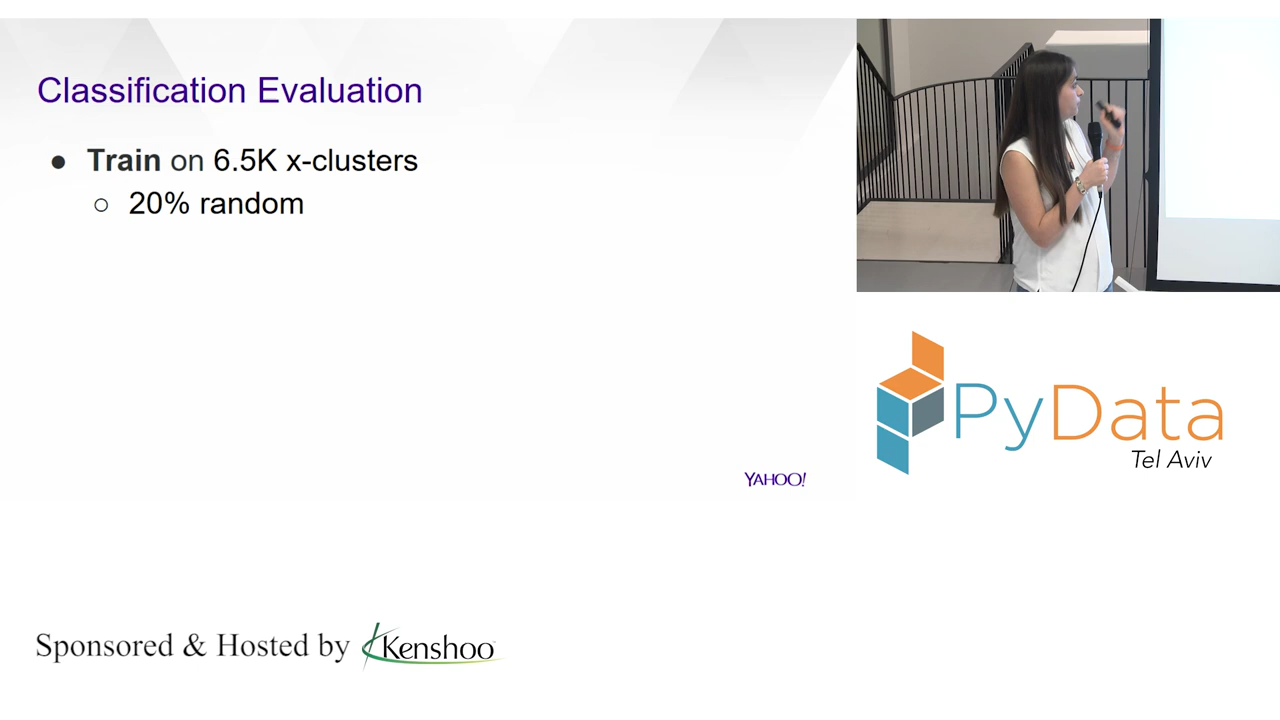 Classification Evaluation
● Train on 6.5K x-clusters
○ 20% random
YAHOO!
PyData
Tel Aviv
Sponsored & Hosted by Kenshoo